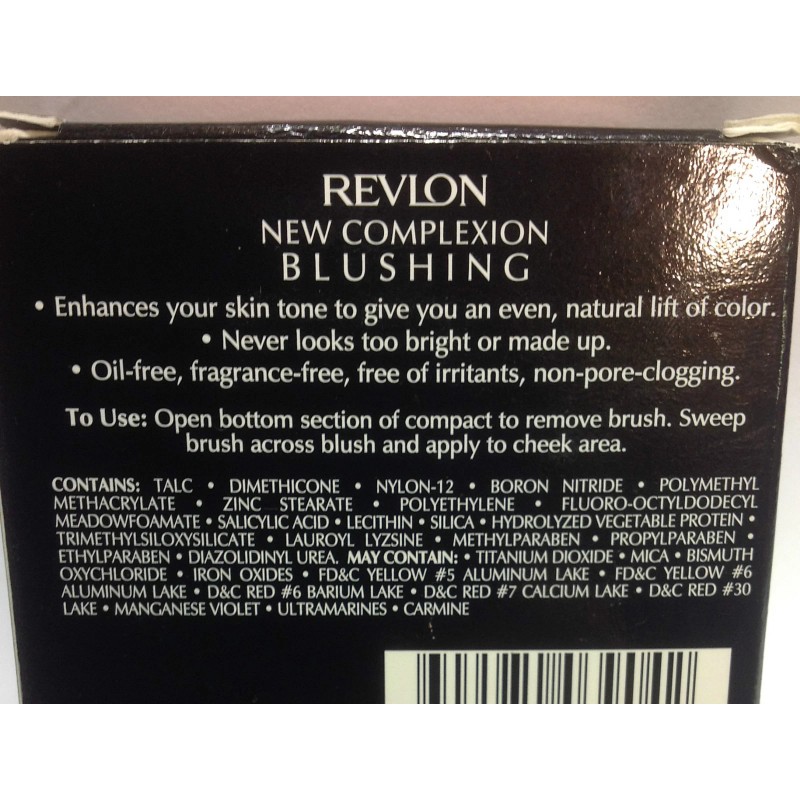 REVLON
NEW COMPLEXION
BLUSHING
• Enhances your skin tone to give you an even, natural lift of color.
• Never looks too bright or made up.
• Oil-free, fragrance-free, free of irritants, non-pore-clogging.
To Use: Open bottom section of compact to remove brush. Sweep
brush across blush and apply to cheek area.
CONTAINS: TALC • DIMETHICONE • NYLON-12 • BORON NITRIDE • POLYMETHYL
METHACRYLATE • ZINC STEARATE • POLYETHYLENE • FLUORO-OCTYLDODECYL
MEADOWFOAMATE • SALICYLIC ACID • LECITHIN • SILICA • HYDROLYZED VEGETABLE PROTEIN •
TRIMETHYLSILOXYSILICATE • LAUROYL LYZSINE • METHYLPARABEN • PROPYLPARABEN •
ETHYLPARABEN • DIAZOLIDINYL UREA. MAY CONTAIN: • TITANIUM DIOXIDE • MICA • BISMUTH
OXYCHLORIDE • IRON OXIDES • FD&C YELLOW #5 ALUMINUM LAKE • FD&C YELLOW #6
ALUMINUM LAKE • D&C RED #6 BARIUM LAKE • D&C RED #7 CALCIUM LAKE • D&C RED #30
LAKE • MANGANESE VIOLET • ULTRAMARINES • CARMINE